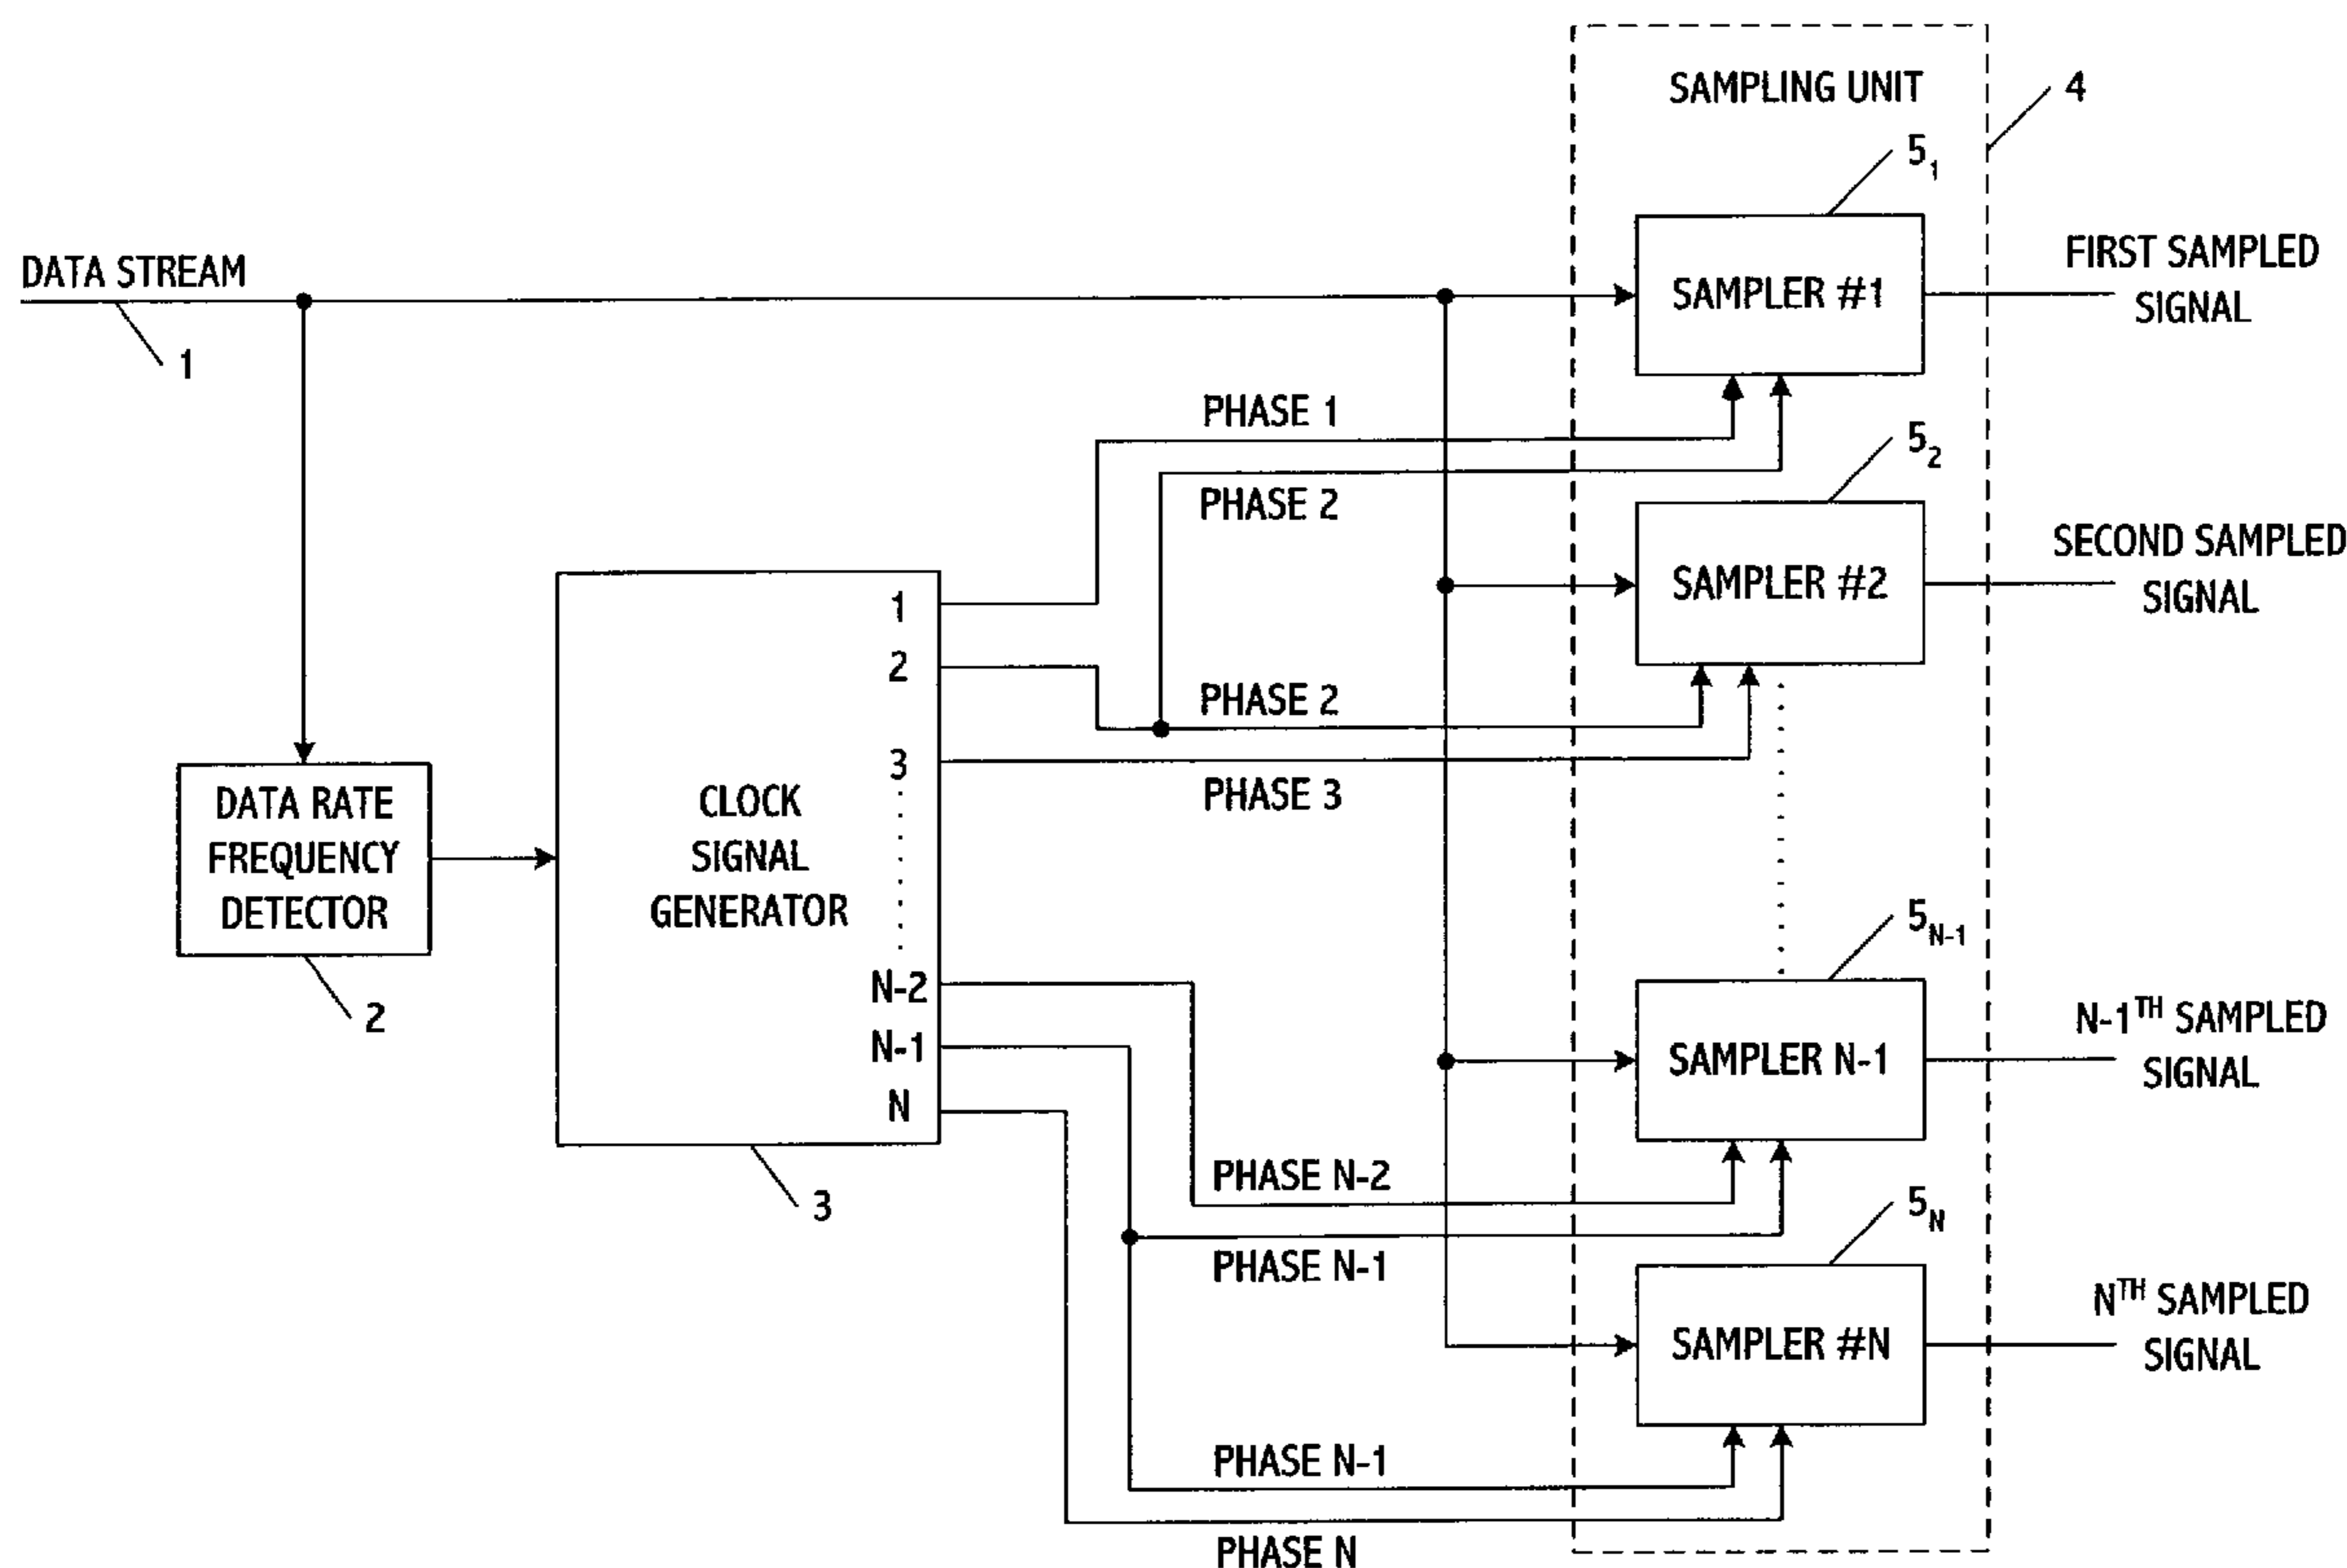 SAMPLING UNIT
4
5₁
DATA STREAM
1
SAMPLER #1
FIRST SAMPLED
SIGNAL
PHASE 1
5₂
PHASE 2
SAMPLER #2
SECOND SAMPLED
SIGNAL
1
2
PHASE 2
3
PHASE 3
DATA RATE
FREQUENCY
DETECTOR
2
CLOCK
SIGNAL
GENERATOR
N-2
N-1
N
3
5N-1
SAMPLER N-1
N-1TH SAMPLED
SIGNAL
PHASE N-2
PHASE N-1
5N
SAMPLER #N
NTH SAMPLED
SIGNAL
PHASE N-1
PHASE N